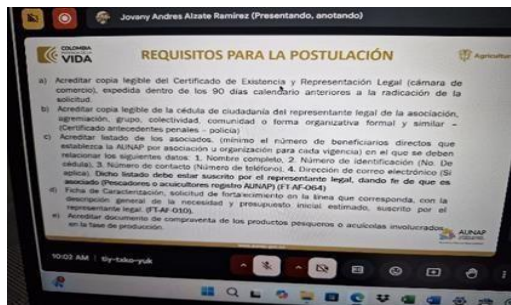 Jovany Andres Alzate Ramírez (Presentando, anotando)
COLOMBIA
VIDA
REQUISITOS PARA LA POSTULACIÓN
Agricultura
a) Acreditar copia legible del Certificado de Existencia y Representación Legal (cámara de
comercio), expedida dentro de los 90 días calendario anteriores a la radicación de la
solicitud.
b) Acreditar copia legible de la cédula de ciudadanía del representante legal de la asociación,
agremiación, grupo, colectividad, comunidad o forma organizativa formal y similar –
(Certificado antecedentes penales - policía)
c) Acreditar listado de los asociados. (mínimo el número de beneficiarios directos que
establezca la AUNAP por asociación u organización para cada vigencia) en el que se deben
relacionar los siguientes datos: 1. Nombre completo, 2. Número de identificación (No. De
cédula), 3. Número de contacto (Número de teléfono), 4. Dirección de correo electrónico (Si
aplica). Dicho listado debe estar suscrito por el representante legal, dando fe de que es
asociado (Pescadores o acuicultores registro AUNAP) (FT-AF-064)
d) Ficha de Caracterización, solicitud de fortalecimiento en la línea que corresponda, con la
descripción general de la necesidad y presupuesto inicial estimado, suscrito por el
representante legal. (FT-AF-010).
e) Acreditar documento de compraventa de los productos pesqueros o acuícolas involucrados
en la fase de producción.
AUNAP
10:02 AM | tiy-txko-yuk